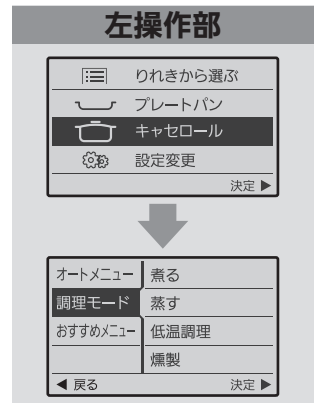 左操作部
りれきから選ぶ
プレートパン
キャセロール
設定変更
決定 ▶
オートメニュー 煮る
調理モード 蒸す
おすすめメニュー 低温調理
燻製
◀ 戻る 決定 ▶